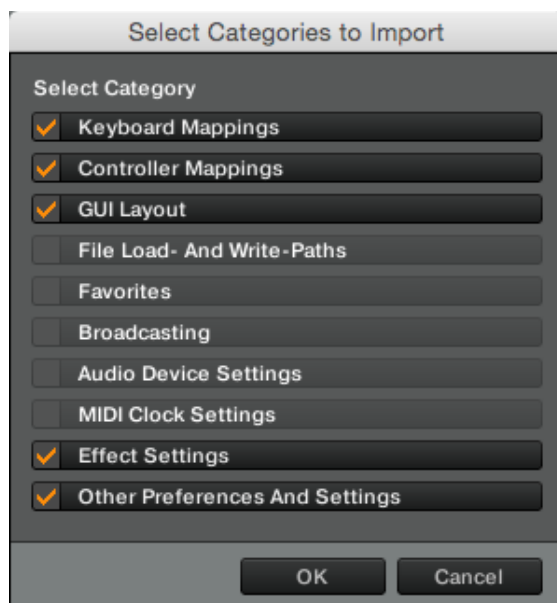 Select Categories to Import
Select Category
Keyboard Mappings
Controller Mappings
GUI Layout
File Load- And Write-Paths
Favorites
Broadcasting
Audio Device Settings
MIDI Clock Settings
Effect Settings
Other Preferences And Settings
OK Cancel